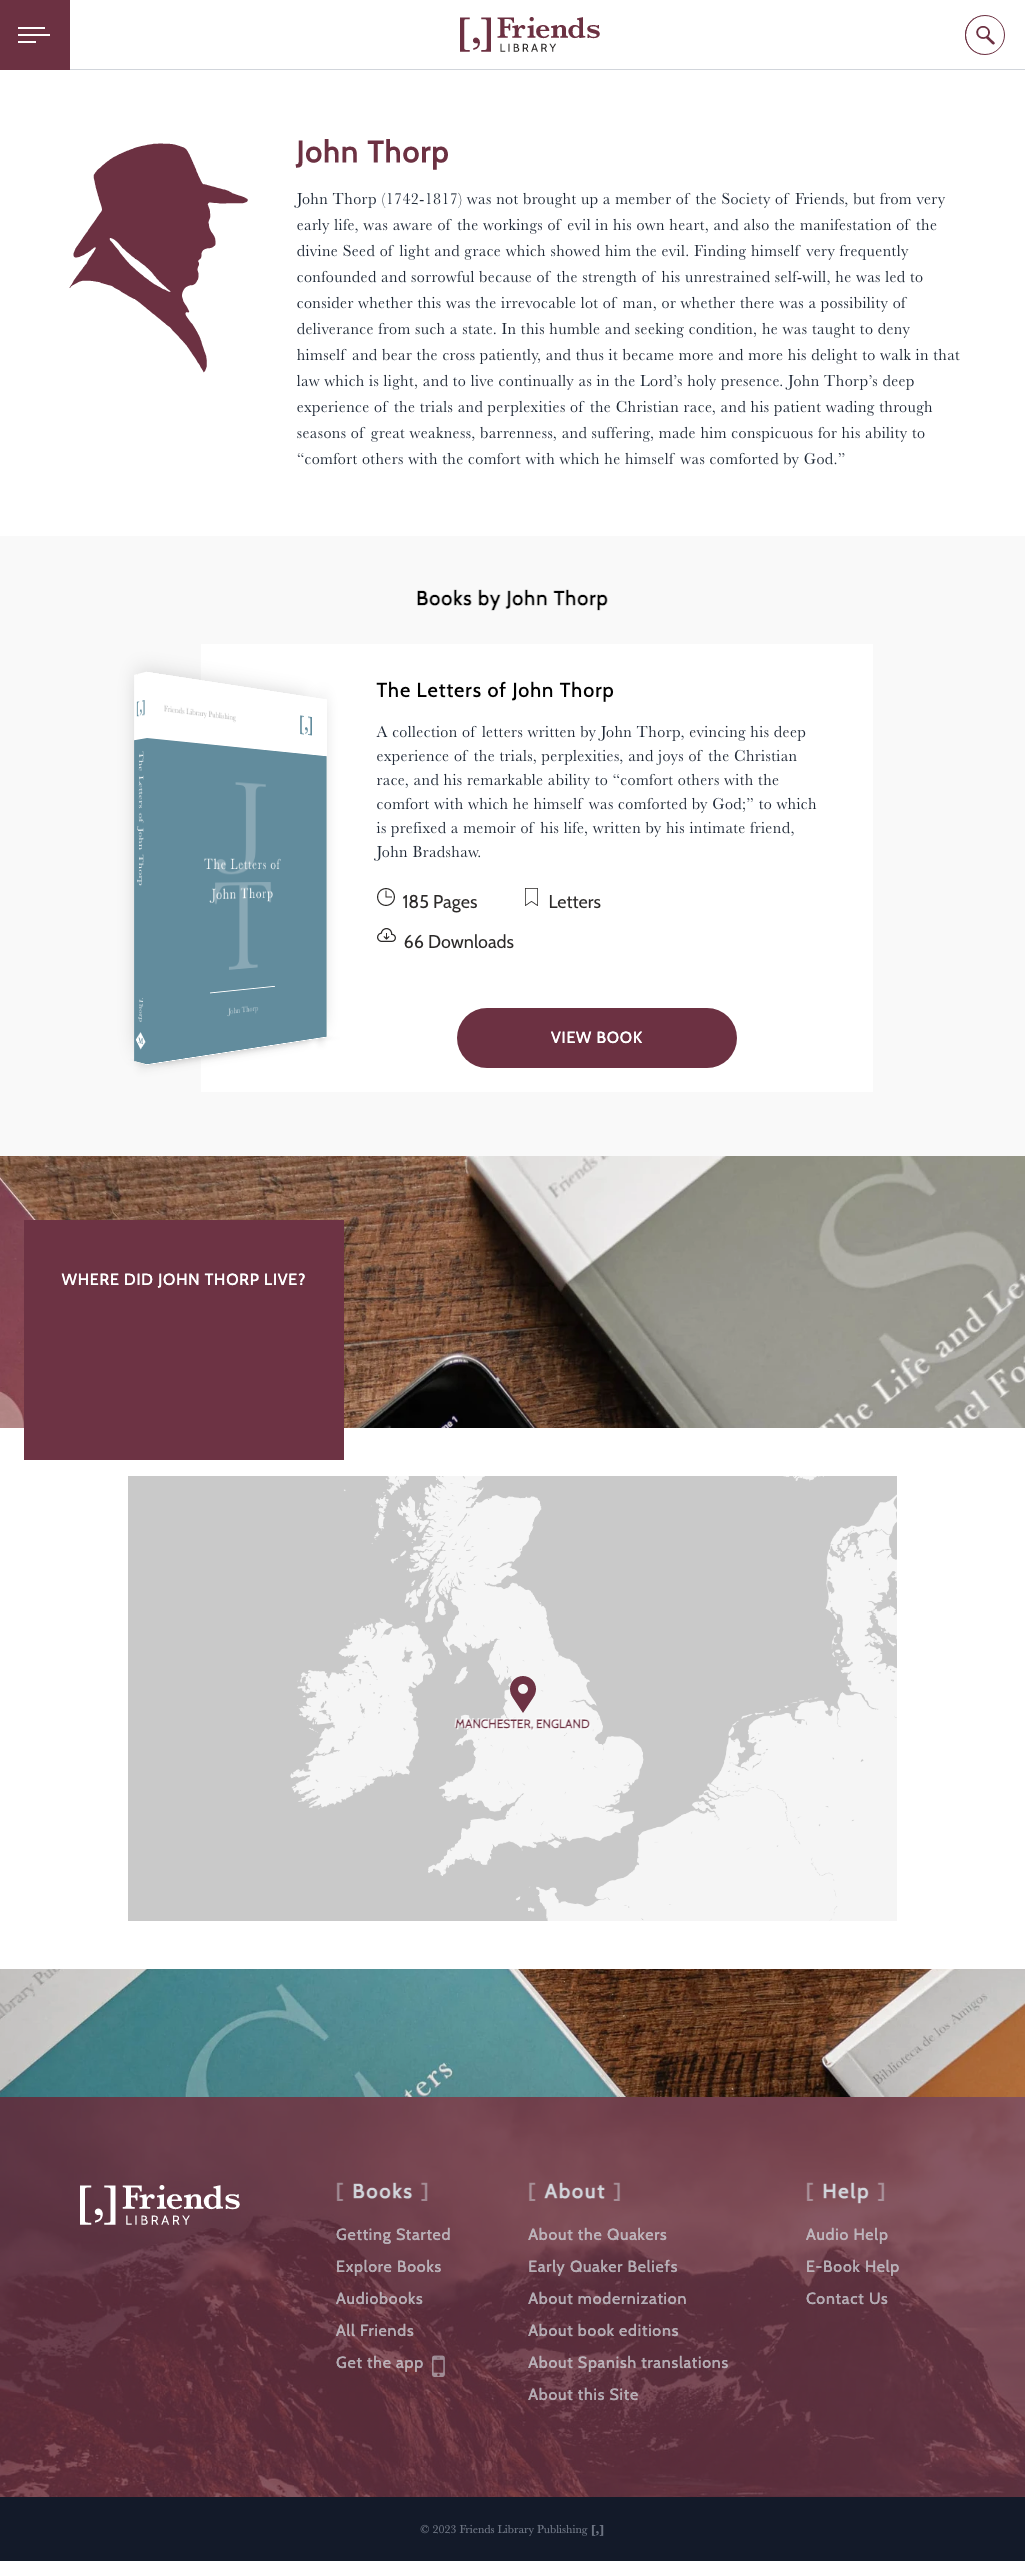 [,] Friends
LIBRARY
John Thorp
John Thorp (1742-1817) was not brought up a member of the Society of Friends, but from very
early life, was aware of the workings of evil in his own heart, and also the manifestation of the
divine Seed of light and grace which showed him the evil. Finding himself very frequently
confounded and sorrowful because of the strength of his unrestrained self-will, he was led to
consider whether this was the irrevocable lot of man, or whether there was a possibility of
deliverance from such a state. In this humble and seeking condition, he was taught to deny
himself and bear the cross patiently, and thus it became more and more his delight to walk in that
law which is light, and to live continually as in the Lord’s holy presence. John Thorp’s deep
experience of the trials and perplexities of the Christian race, and his patient wading through
seasons of great weakness, barrenness, and suffering, made him conspicuous for his ability to
“comfort others with the comfort with which he himself was comforted by God.”
Books by John Thorp
[,] Friends Library Publishing [,]
The Letters of John Thorp
Thorp
J
T
The Letters of
John Thorp
John Thorp
The Letters of John Thorp
A collection of letters written by John Thorp, evincing his deep
experience of the trials, perplexities, and joys of the Christian
race, and his remarkable ability to “comfort others with the
comfort with which he himself was comforted by God;” to which
is prefixed a memoir of his life, written by his intimate friend,
John Bradshaw.
185 Pages
Letters
66 Downloads
VIEW BOOK
Friends
S
The Life and Let
uel Fo
WHERE DID JOHN THORP LIVE?
MANCHESTER, ENGLAND
ibrary Pu
C
tters
Biblioteca de los Amigos
[,] Friends
LIBRARY
[ Books ]
Getting Started
Explore Books
Audiobooks
All Friends
Get the app
[ About ]
About the Quakers
Early Quaker Beliefs
About modernization
About book editions
About Spanish translations
About this Site
[ Help ]
Audio Help
E-Book Help
Contact Us
© 2023 Friends Library Publishing [,]